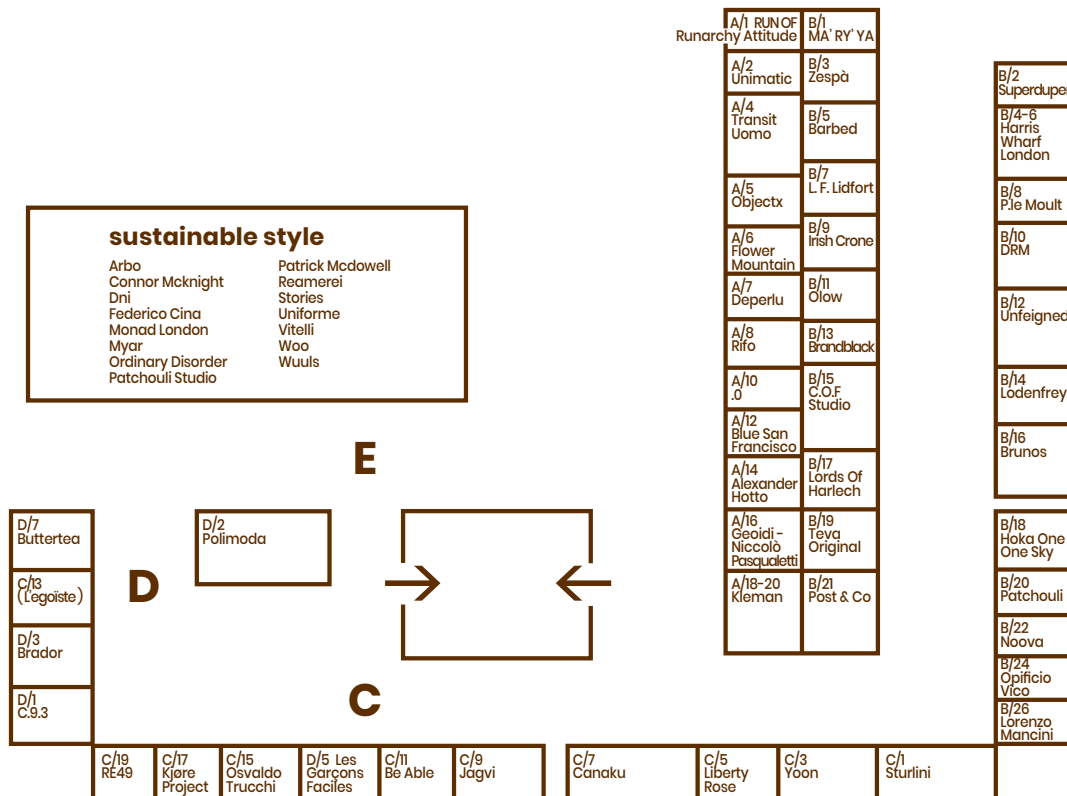 A/1 RUN OF
Runarchy Attitude
B/1
MA' RY' YA
A/2
Unimatic
B/3
Zespà
A/4
Transit
Uomo
B/5
Barbed
B/7
L. F. Lidfort
A/5
Objectx
A/6
Flower
Mountain
B/9
Irish Crone
A/7
Deperlu
B/11
Olow
A/8
Rifo
B/13
Brandblack
A/10
.0
B/15
C.O.F
Studio
A/12
Blue San
Francisco
A/14
Alexander
Hotto
B/17
Lords Of
Harlech
A/16
Geoidi -
Niccolò
Pasqualetti
B/19
Teva
Original
A/18-20
Kleman
B/21
Post & Co
B/2
Superduper
B/4-6
Harris
Wharf
London
B/8
P.le Moult
B/10
DRM
B/12
Unfeigned
B/14
Lodenfrey
B/16
Brunos
B/18
Hoka One
One Sky
B/20
Patchouli
B/22
Noova
B/24
Opificio
Vico
B/26
Lorenzo
Mancini
sustainable style
Arbo
Connor Mcknight
Dni
Federico Cina
Monad London
Myar
Ordinary Disorder
Patchouli Studio
Patrick Mcdowell
Reamerei
Stories
Uniforme
Vitelli
Woo
Wuuls
E
D/7
Buttertea
C/13
(L'egoïste)
D/3
Brador
D/1
C.9.3
D
D/2
Polimoda
C
C/19
RE49
C/17
Kjøre
Project
C/15
Osvaldo
Trucchi
D/5 Les
Garçons
Faciles
C/11
Be Able
C/9
Jagvi
C/7
Canaku
C/5
Liberty
Rose
C/3
Yoon
C/1
Sturlini